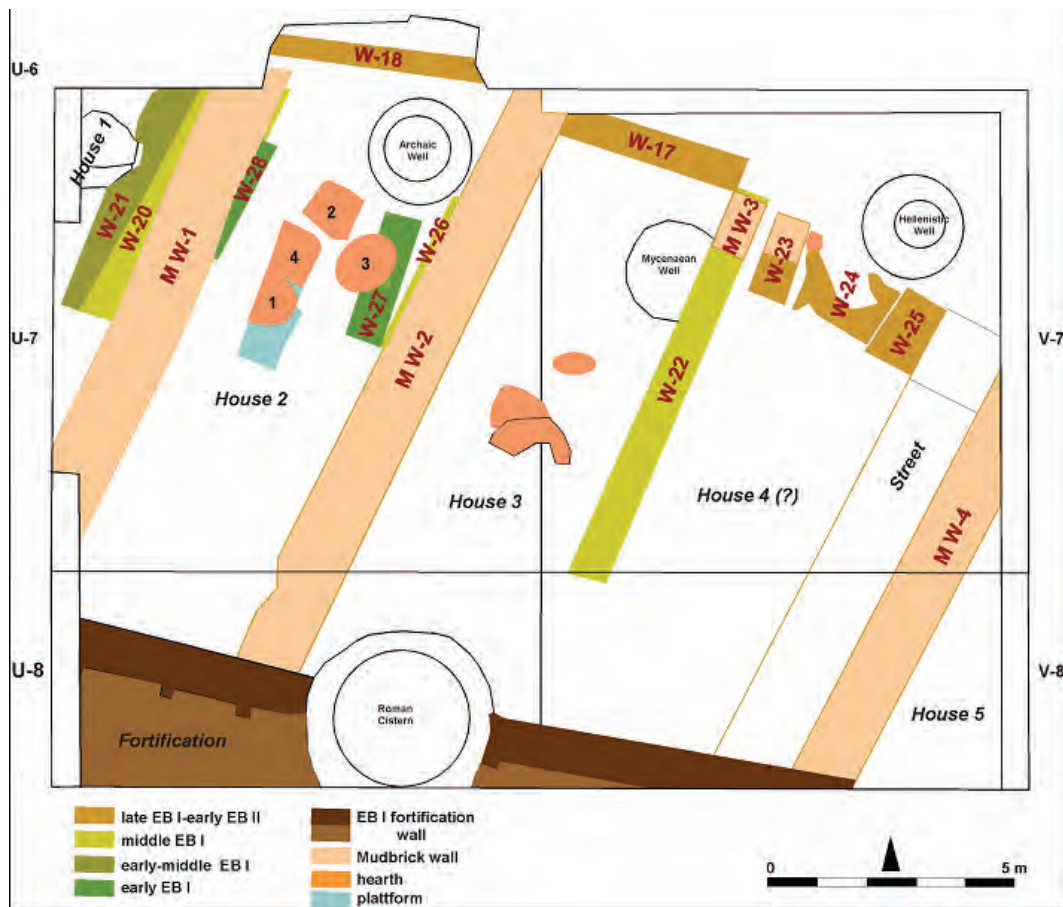 U-6
W-18
House 1
Archaic
Well
W-17
W-28
W-21
W-20
M W-1
2
W-26
M W-3
Hellistic
Well
4
3
Mycenaean
Well
W-23
W-24
1
W-27
W-25
U-7
M W-2
V-7
W-22
House 2
Street
House 3
House 4 (?)
M W-4
U-8
V-8
Roman
Cistern
House 5
Fortification
late EB I-early EB II
middle EB I
early-middle EB I
early EB I
EB I fortification
wall
Mudbrick wall
hearth
plattform
0
5 m